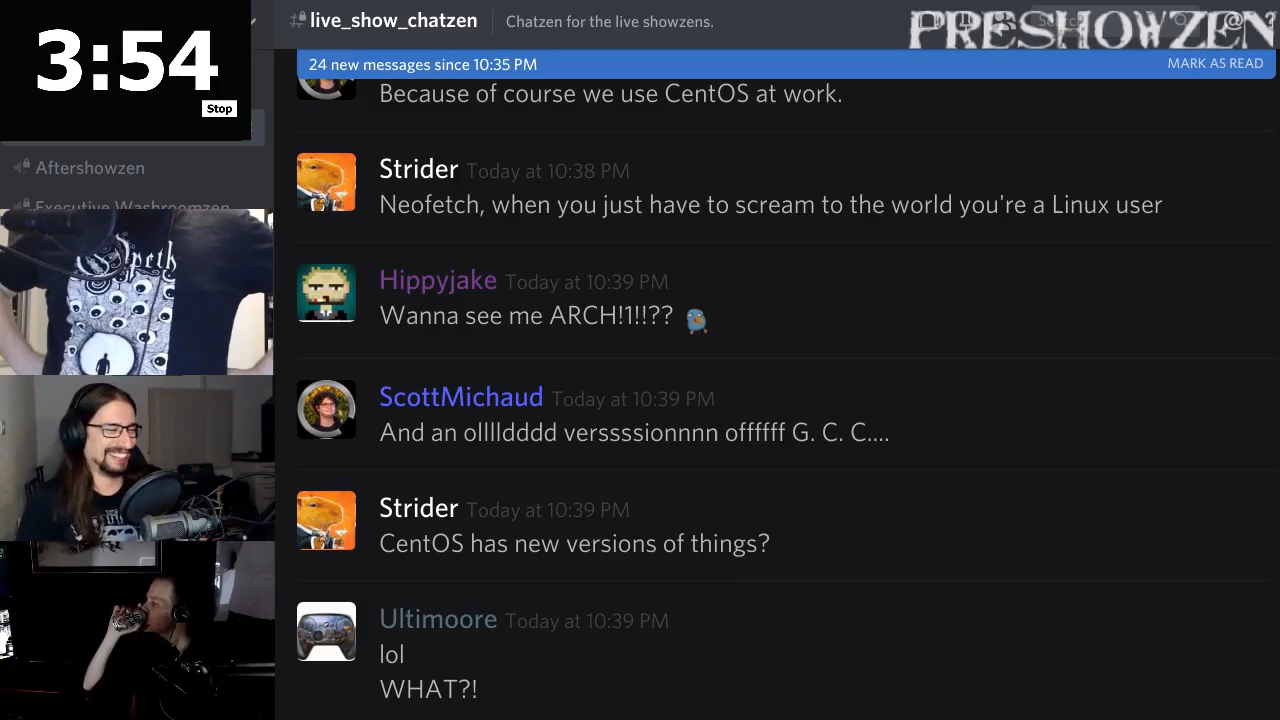 3:54
Stop
live_show_chatzen
Chatzen for the live showzens.
PRESHOWZEN
24 new messages since 10:35 PM
MARK AS READ
Because of course we use CentOS at work.
Aftershowzen
Executive Washroomzen
Strider Today at 10:38 PM
Neofetch, when you just have to scream to the world you're a Linux user
Hippyjake Today at 10:39 PM
Wanna see me ARCH!1!!??
ScottMichaud Today at 10:39 PM
And an ollllldddd verssssionnnn offffff G. C. C....
Strider Today at 10:39 PM
CentOS has new versions of things?
Ultimoore Today at 10:39 PM
lol
WHAT?!
Opeth